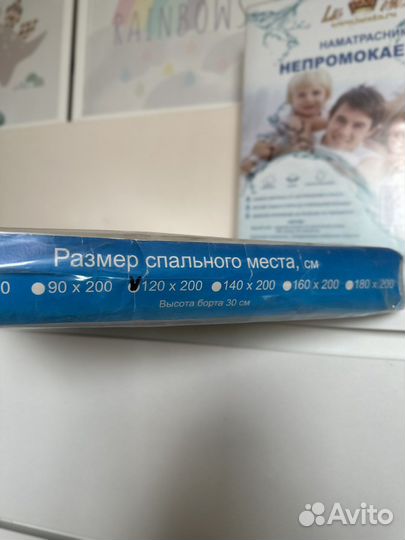 RAINBOWS
НАМАТРАСНИК
НЕПРОМОКАЕ
Размер спального места, см
0 90 x 200 120 x 200 140 x 200 160 x 200 180 x 200
Высота борта 30 см
Avito